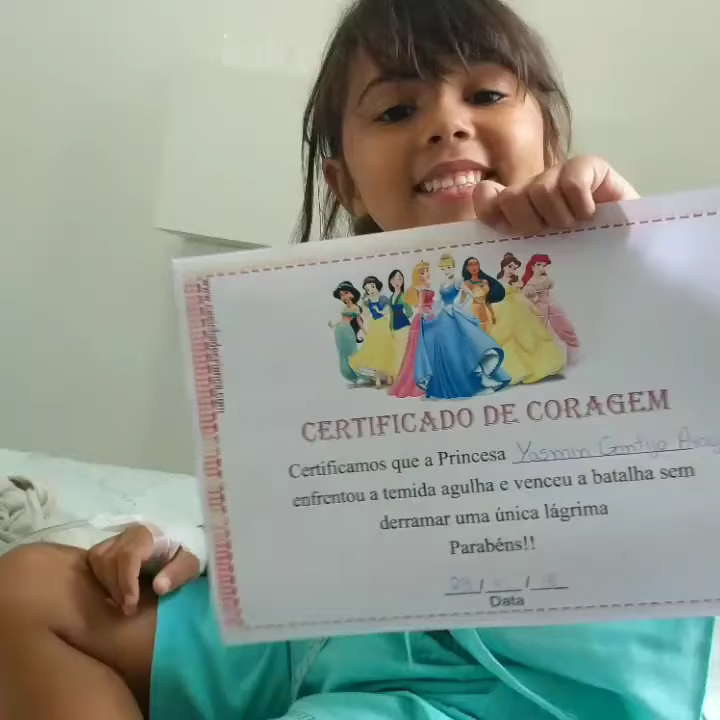 CERTIFICADO DE CORAGEM
Certificamos que a Princesa Yasmin Gontijo
enfrentou a temida agulha e venceu a batalha sem
derramar uma única lágrima
Parabéns!!
/ /
Data